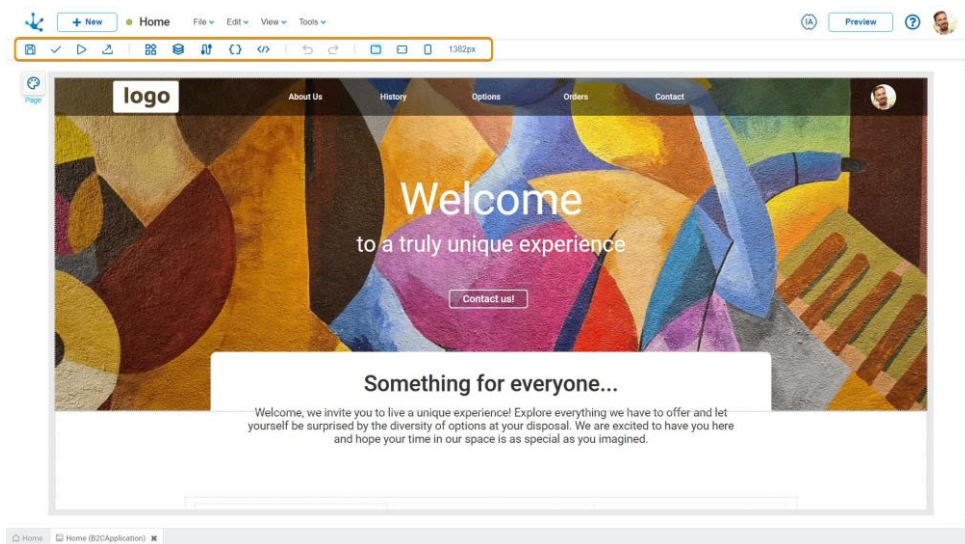 + New
Home
File
Edit
View
Tools
IA
Preview
?
1382px
Page
logo
About Us
History
Options
Orders
Contact
Welcome
to a truly unique experience
Contact us!
Something for everyone...
Welcome, we invite you to live a unique experience! Explore everything we have to offer and let
yourself be surprised by the diversity of options at your disposal. We are excited to have you here
and hope your time in our space is as special as you imagined.
Home
Home (B2CApplication)